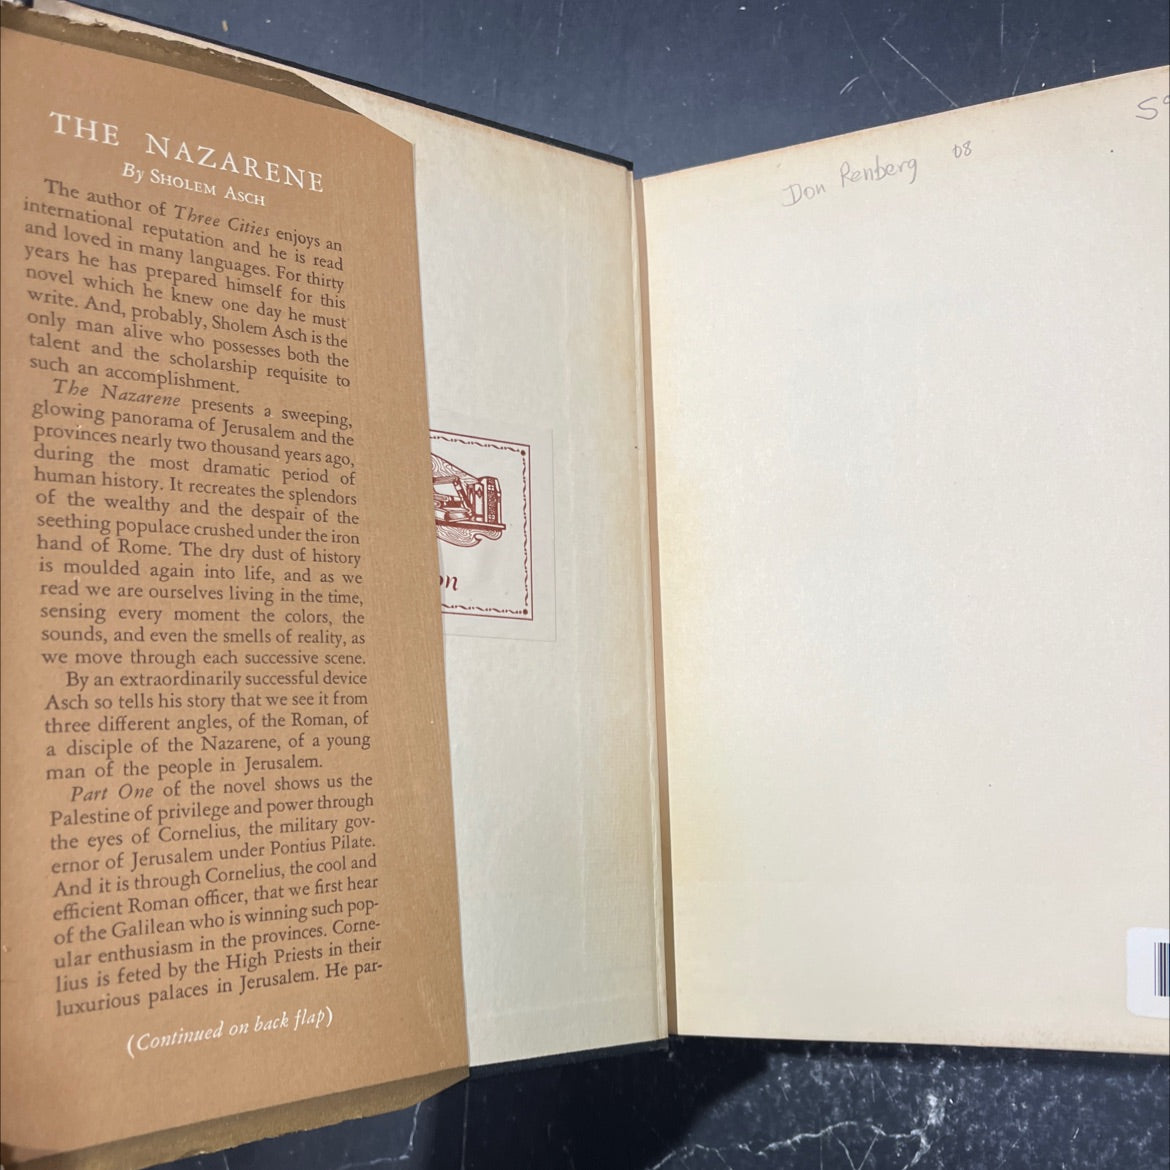 THE NAZARENE
By SHOLEM ASCH
The author of Three Cities enjoys an
international reputation and he is read
and loved in many languages. For thirty
years he has prepared himself for this
novel which he knew one day he must
write. And, probably, Sholem Asch is the
only man alive who possesses both the
talent and the scholarship requisite to
such an accomplishment.
The Nazarene presents a sweeping,
glowing panorama of Jerusalem and the
provinces nearly two thousand years ago,
during the most dramatic period of
human history. It recreates the splendors
of the wealthy and the despair of the
seething populace crushed under the iron
hand of Rome. The dry dust of history
is moulded again into life, and as we
read we are ourselves living in the time,
sensing every moment the colors, the
sounds, and even the smells of reality, as
we move through each successive scene.
By an extraordinarily successful device
Asch so tells his story that we see it from
three different angles, of the Roman, of
a disciple of the Nazarene, of a young
man of the people in Jerusalem.
Part One of the novel shows us the
Palestine of privilege and power through
the eyes of Cornelius, the military gov-
ernor of Jerusalem under Pontius Pilate.
And it is through Cornelius, the cool and
efficient Roman officer, that we first hear
of the Galilean who is winning such pop-
ular enthusiasm in the provinces. Corne-
lius is feted by the High Priests in their
luxurious palaces in Jerusalem. He par-
(Continued on back flap)
on
Don Renberg 08